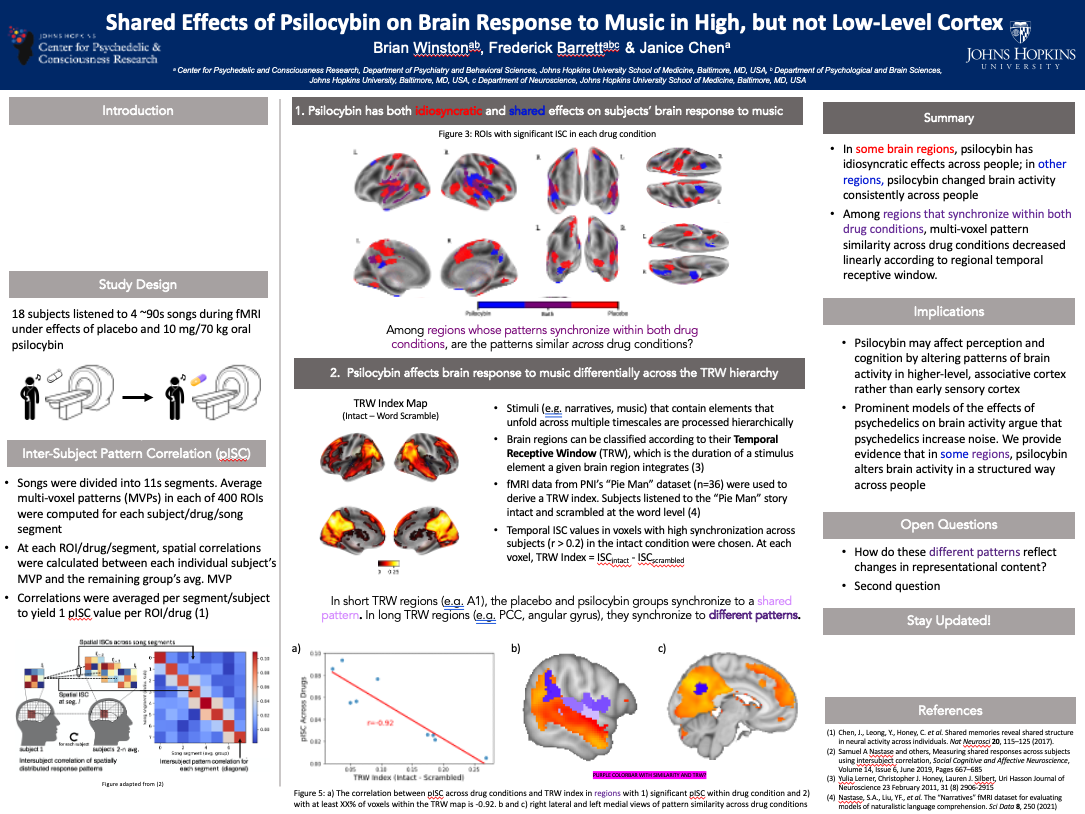 Shared Effects of Psilocybin on Brain Response to Music in High, but not Low-Level Cortex
Brian Winstonab, Frederick Barrettabc & Janice Chena
a Center for Psychedelic and Consciousness Research, Department of Psychiatry and Behavioral Sciences, Johns Hopkins University School of Medicine, Baltimore, MD, USA, b Department of Psychological and Brain Sciences,
Johns Hopkins University, Baltimore, MD, USA, c Department of Neuroscience, Johns Hopkins University School of Medicine, Baltimore, MD, USA
JOHNS HOPKINS
Center for Psychedelic &
Consciousness Research
JOHNS HOPKINS
UNIVERSITY
Introduction
Study Design
18 subjects listened to 4 ~90s songs during fMRI
under effects of placebo and 10 mg/70 kg oral
psilocybin
Inter-Subject Pattern Correlation (pISC)
• Songs were divided into 11s segments. Average
multi-voxel patterns (MVPs) in each of 400 ROIs
were computed for each subject/drug/song
segment
• At each ROI/drug/segment, spatial correlations
were calculated between each individual subject's
MVP and the remaining group's avg. MVP
• Correlations were averaged per segment/subject
to yield 1 pISC value per ROI/drug (1)
Spatial ISCs across song segments
Spatial ISC
at seg. i
subject 1
for each subject
subjects 2-n avg.
Intersubject correlation of spatially
distributed response patterns
Song segment (avg. group)
Intersubject pattern correlation for
each segment (diagonal)
Figure adapted from (2)
1. Psilocybin has both idiosyncratic and shared effects on subjects' brain response to music
Figure 3: ROIs with significant ISC in each drug condition
Psilocybin
Both
Placebo
Among regions whose patterns synchronize within both drug
conditions, are the patterns similar across drug conditions?
2. Psilocybin affects brain response to music differentially across the TRW hierarchy
TRW Index Map
(Intact – Word Scramble)
0.25
• Stimuli (e.g. narratives, music) that contain elements that
unfold across multiple timescales are processed hierarchically
• Brain regions can be classified according to their Temporal
Receptive Window (TRW), which is the duration of a stimulus
element a given brain region integrates (3)
• fMRI data from PNI's "Pie Man" dataset (n=36) were used to
derive a TRW index. Subjects listened to the "Pie Man" story
intact and scrambled at the word level (4)
• Temporal ISC values in voxels with high synchronization across
subjects (r > 0.2) in the intact condition were chosen. At each
voxel, TRW Index = ISCintact - ISCscrambled
In short TRW regions (e.g. A1), the placebo and psilocybin groups synchronize to a shared
pattern. In long TRW regions (e.g. PCC, angular gyrus), they synchronize to different patterns.
a)
0.10
0.08
0.06
0.04
0.02
0.00
pISC Across Drugs
r=-0.92
0.05 0.10 0.15 0.20 0.25
TRW Index (Intact - Scrambled)
b)
c)
PURPLE COLORBAR WITH SIMILARITY AND TRW?
Figure 5: a) The correlation between pISC across drug conditions and TRW index in regions with 1) significant pISC within drug condition and 2)
with at least XX% of voxels within the TRW map is -0.92. b and c) right lateral and left medial views of pattern similarity across drug conditions
Summary
• In some brain regions, psilocybin has
idiosyncratic effects across people; in other
regions, psilocybin changed brain activity
consistently across people
• Among regions that synchronize within both
drug conditions, multi-voxel pattern
similarity across drug conditions decreased
linearly according to regional temporal
receptive window.
Implications
• Psilocybin may affect perception and
cognition by altering patterns of brain
activity in higher-level, associative cortex
rather than early sensory cortex
• Prominent models of the effects of
psychedelics on brain activity argue that
psychedelics increase noise. We provide
evidence that in some regions, psilocybin
alters brain activity in a structured way
across people
Open Questions
• How do these different patterns reflect
changes in representational content?
• Second question
Stay Updated!
References
(1) Chen, J., Leong, Y., Honey, C. et al. Shared memories reveal shared structure
in neural activity across individuals. Nat Neurosci 20, 115–125 (2017).
(2) Samuel A Nastase and others, Measuring shared responses across subjects
using intersubject correlation, Social Cognitive and Affective Neuroscience,
Volume 14, Issue 6, June 2019, Pages 667–685
(3) Yulia Lerner, Christopher J. Honey, Lauren J. Silbert, Uri Hasson Journal of
Neuroscience 23 February 2011, 31 (8) 2906-2915
(4) Nastase, S.A., Liu, YF., et al. The "Narratives" fMRI dataset for evaluating
models of naturalistic language comprehension. Sci Data 8, 250 (2021)